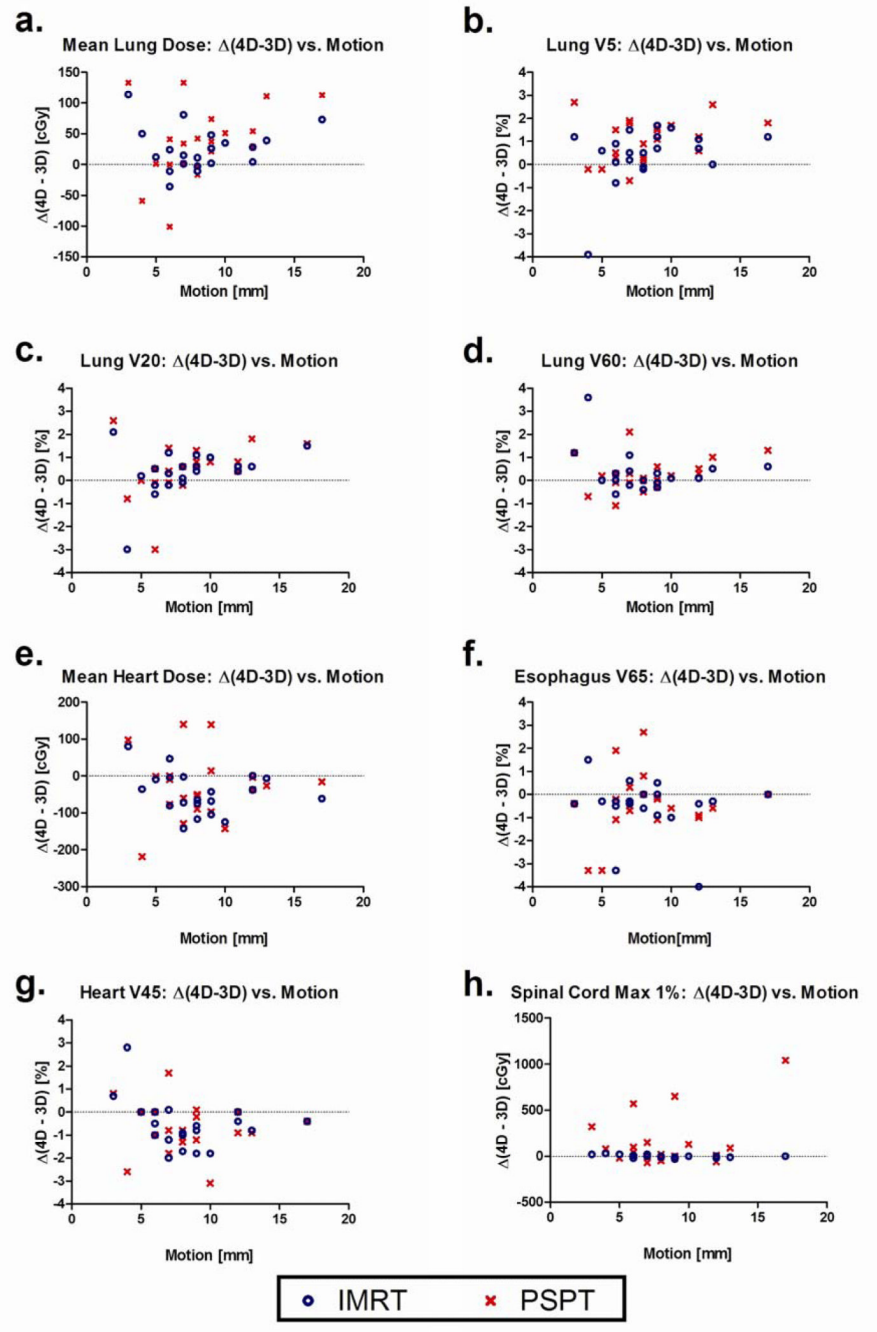 a.
Mean Lung Dose: Δ(4D-3D) vs. Motion
Δ(4D - 3D) [cGy]
150
100
50
0
-50
-100
-150
0 5 10 15 20
Motion [mm]
b.
Lung V5: Δ(4D-3D) vs. Motion
Δ(4D - 3D) [%]
4
3
2
1
0
-1
-2
-3
-4
0 5 10 15 20
Motion [mm]
c.
Lung V20: Δ(4D-3D) vs. Motion
Δ(4D - 3D) [%]
4
3
2
1
0
-1
-2
-3
-4
0 5 10 15 20
Motion [mm]
d.
Lung V60: Δ(4D-3D) vs. Motion
Δ(4D - 3D) [%]
4
3
2
1
0
-1
-2
-3
-4
0 5 10 15 20
Motion [mm]
e.
Mean Heart Dose: Δ(4D-3D) vs. Motion
Δ(4D - 3D) [cGy]
200
100
0
-100
-200
-300
0 5 10 15 20
Motion [mm]
f.
Esophagus V65: Δ(4D-3D) vs. Motion
Δ(4D - 3D) [%]
4
3
2
1
0
-1
-2
-3
-4
0 5 10 15 20
Motion[mm]
g.
Heart V45: Δ(4D-3D) vs. Motion
Δ(4D - 3D) [%]
4
3
2
1
0
-1
-2
-3
-4
0 5 10 15 20
Motion [mm]
h.
Spinal Cord Max 1%: Δ(4D-3D) vs. Motion
Δ(4D - 3D) [cGy]
1500
1000
500
0
-500
0 5 10 15 20
Motion [mm]
IMRT PSPT